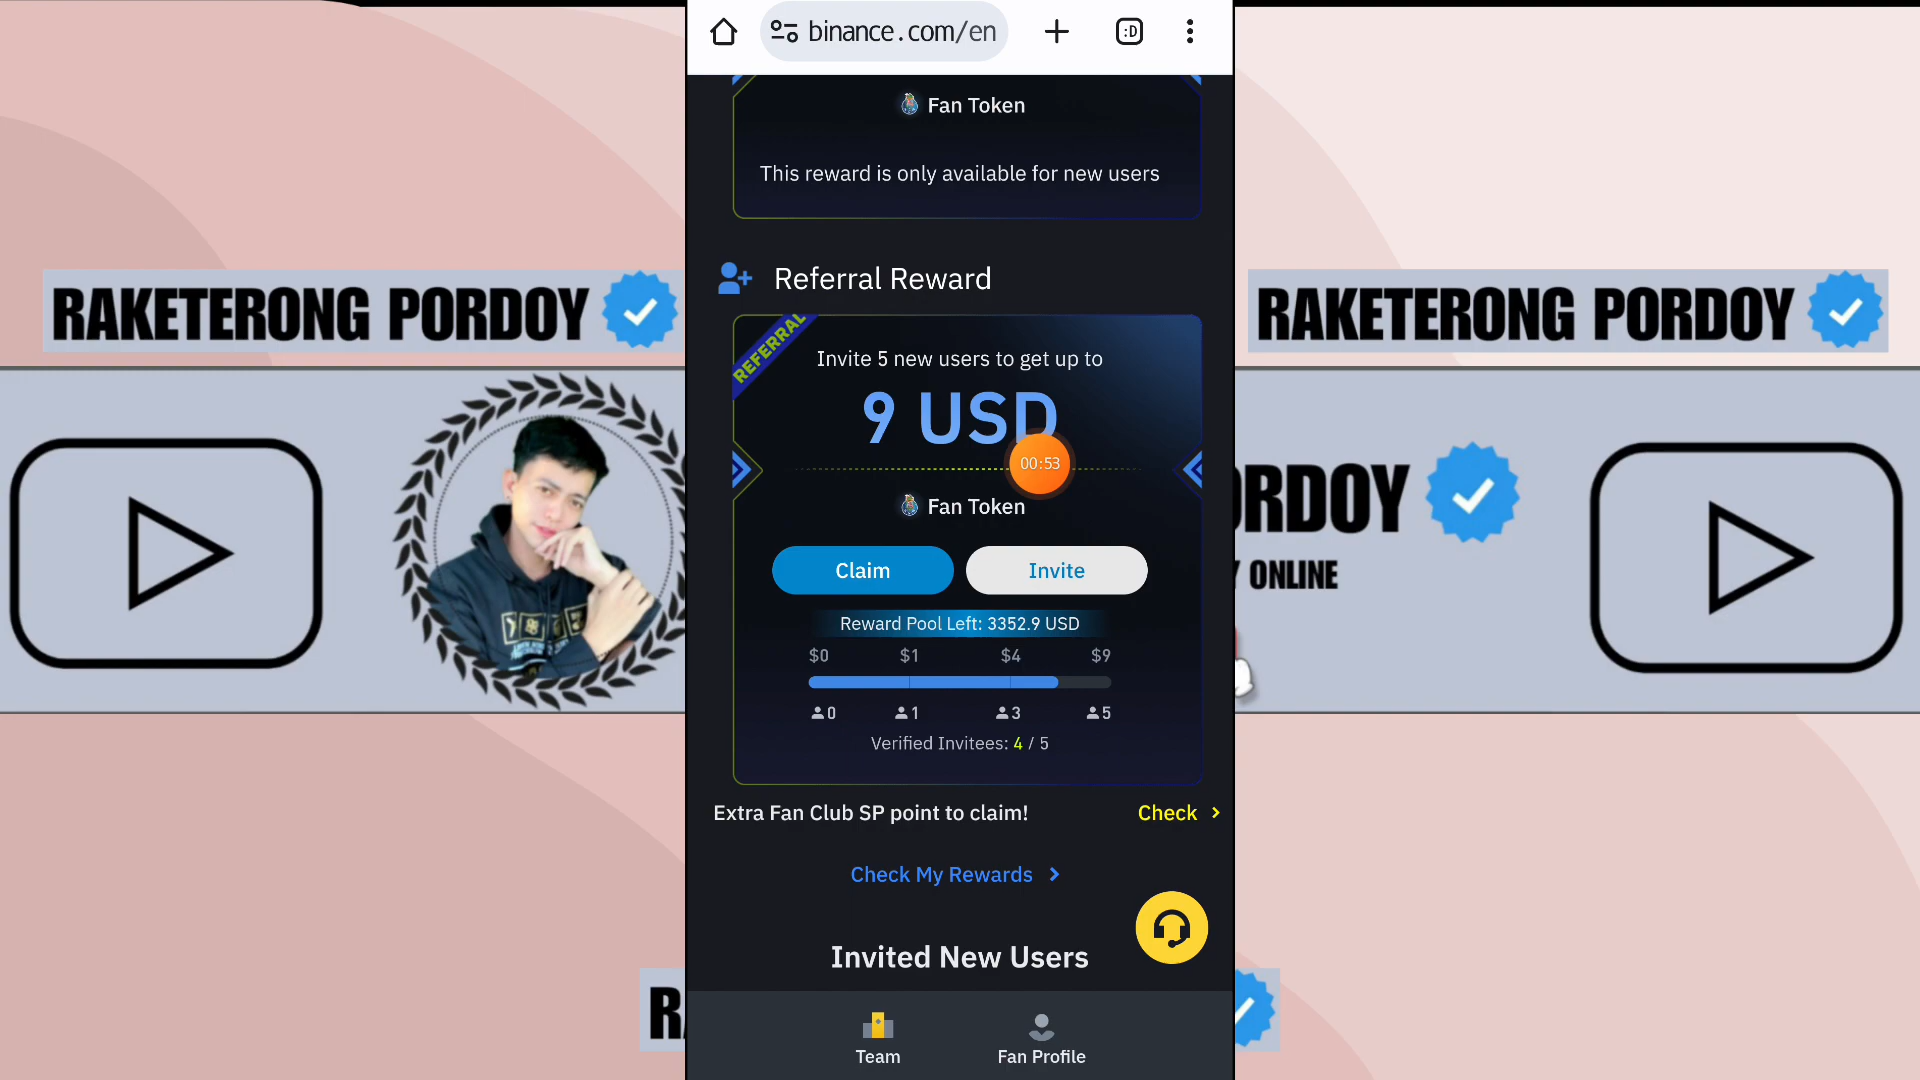 binance.com/en
:D
Fan Token
This reward is only available for new users
Referral Reward
REFERRAL
Invite 5 new users to get up to
9 USD
00:53
Fan Token
Claim
Invite
Reward Pool Left: 3352.9 USD
$0 $1 $4 $9
0 1 3 5
Verified Invitees: 4 / 5
Extra Fan Club SP point to claim!
Check
Check My Rewards
Invited New Users
Team
Fan Profile
RAKETERONG PORDOY
RAKETERONG PORDOY
ORDOY
ONLINE